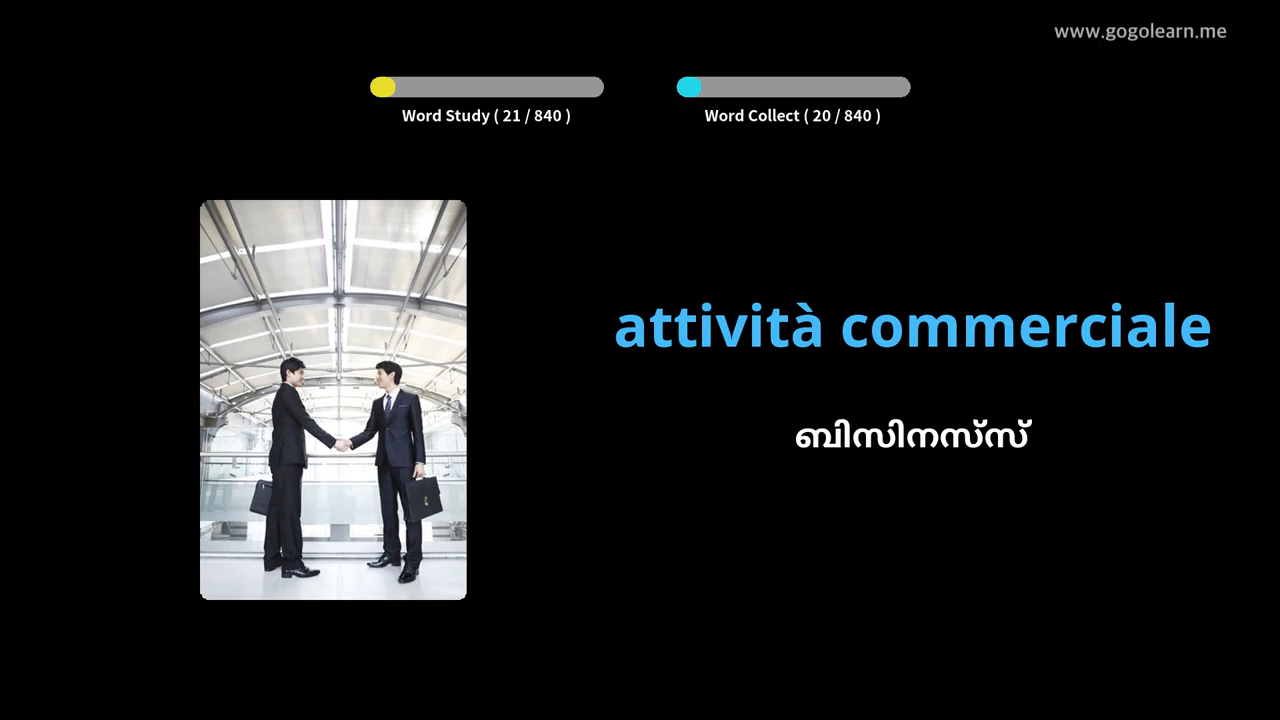 www.gogolearn.me
Word Study ( 21 / 840 )
Word Collect ( 20 / 840 )
attività commerciale
ബിസിനസ്സ്